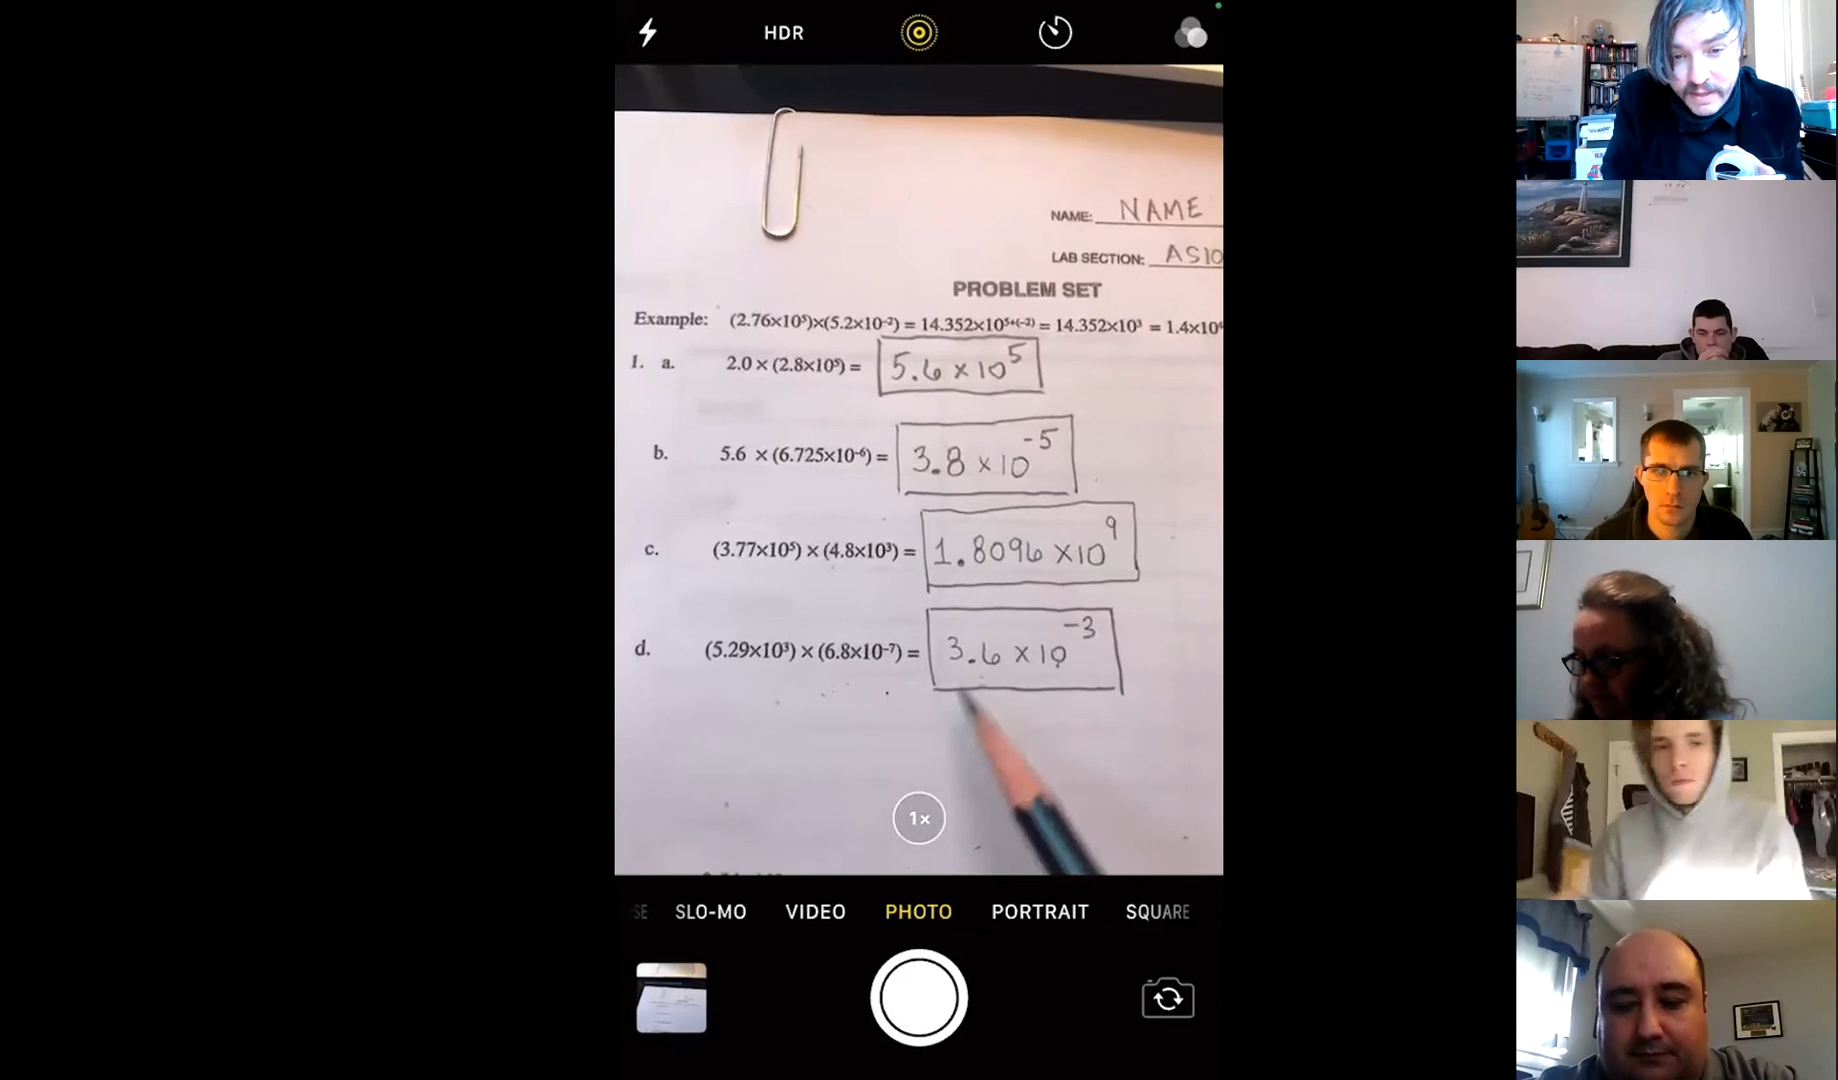 HDR
NAME: NAME
LAB SECTION: AS10
PROBLEM SET
Example: (2.76×10⁵)×(5.2×10⁻²) = 14.352×10⁵⁺⁽⁻²⁾ = 14.352×10³ = 1.4×10⁴
1. a. 2.0 × (2.8×10⁵) = 5.6 × 10⁵
b. 5.6 × (6.725×10⁻⁶) = 3.8 × 10⁻⁵
c. (3.77×10⁵) × (4.8×10³) = 1.8096 ×10⁹
d. (5.29×10³) × (6.8×10⁻⁷) = 3.6 × 10⁻³
1×
SE SLO-MO VIDEO PHOTO PORTRAIT SQUARE